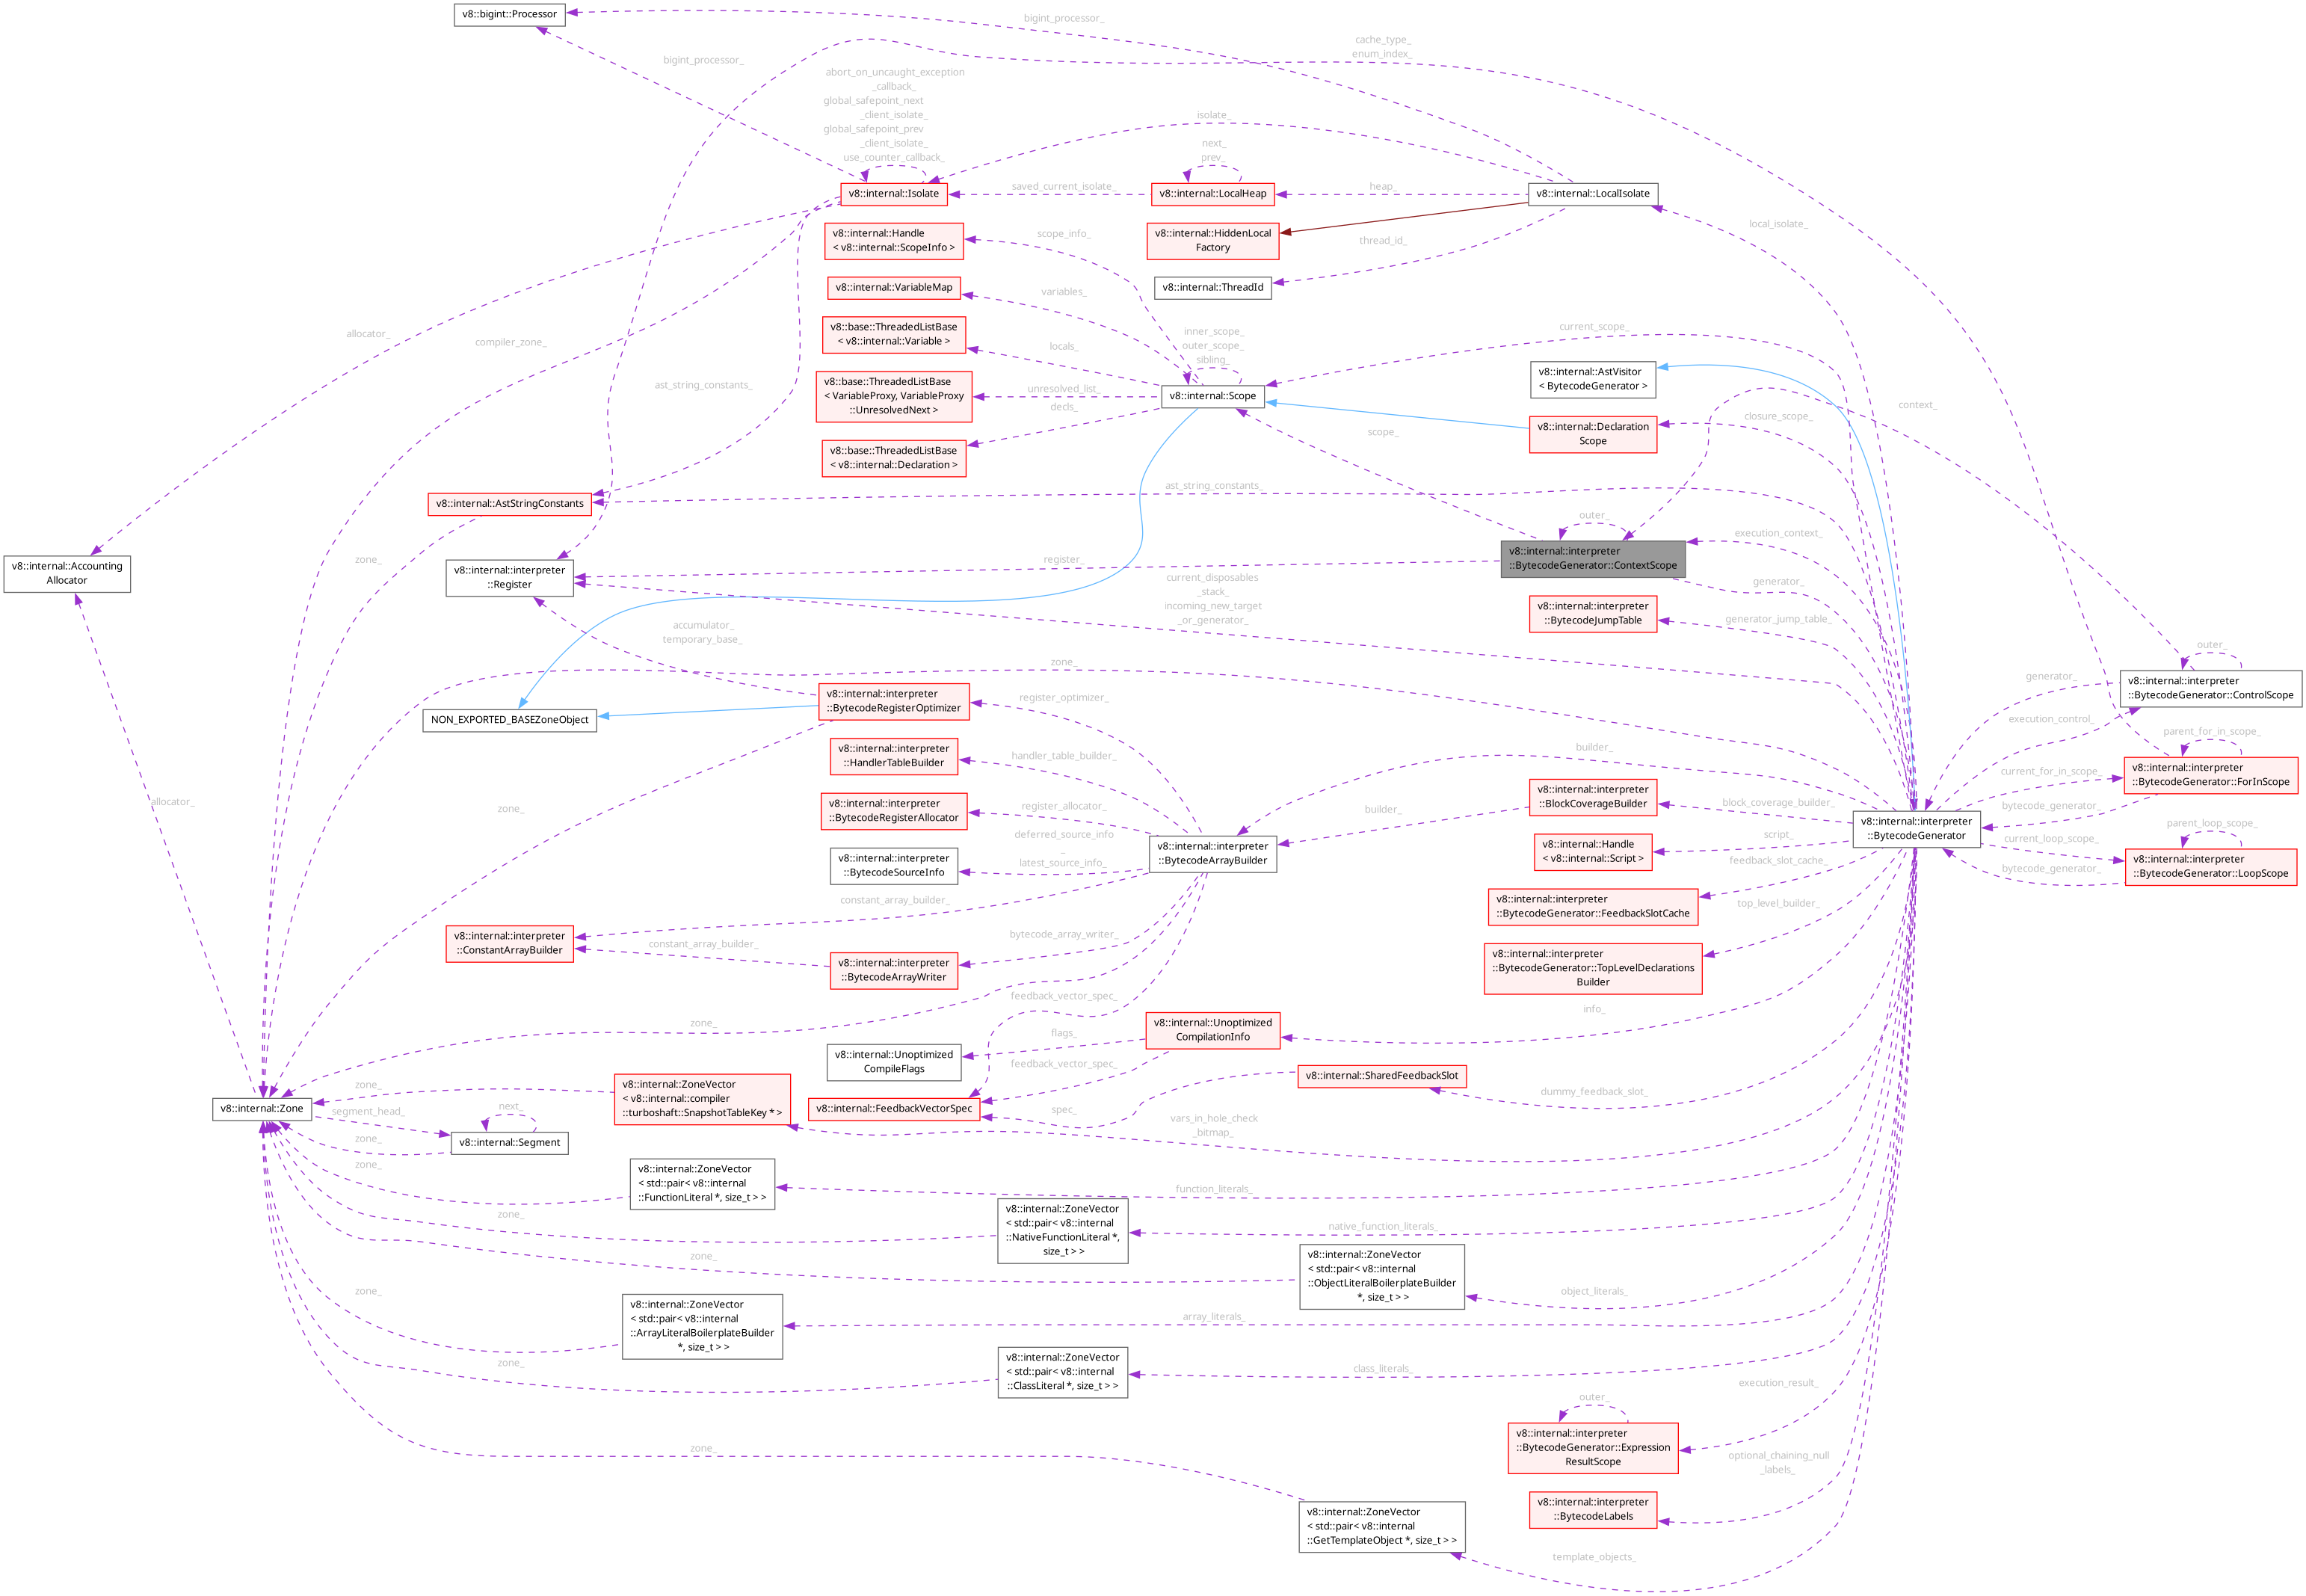 v8::bigint::Processor
bigint_processor_
cache_type_
enum_index_
bigint_processor_
abort_on_uncaught_exception
_callback_
global_safepoint_next
_client_isolate_
global_safepoint_prev
_client_isolate_
use_counter_callback_
isolate_
next_
prev_
v8::internal::Isolate
saved_current_isolate_
v8::internal::LocalHeap
heap_
v8::internal::LocalIsolate
v8::internal::Handle
< v8::internal::ScopeInfo >
scope_info_
v8::internal::HiddenLocal
Factory
thread_id_
local_isolate_
v8::internal::VariableMap
variables_
v8::internal::ThreadId
allocator_
compiler_zone_
ast_string_constants_
v8::base::ThreadedListBase
< v8::internal::Variable >
locals_
inner_scope_
outer_scope_
sibling_
current_scope_
v8::internal::AstVisitor
< BytecodeGenerator >
v8::base::ThreadedListBase
< VariableProxy, VariableProxy
::UnresolvedNext >
unresolved_list_
decls_
v8::internal::Scope
scope_
v8::internal::Declaration
Scope
closure_scope_
context_
v8::base::ThreadedListBase
< v8::internal::Declaration >
v8::internal::AstStringConstants
ast_string_constants_
outer_
execution_context_
v8::internal::Accounting
Allocator
zone_
v8::internal::interpreter
::Register
register_
v8::internal::interpreter
::BytecodeGenerator::ContextScope
generator_
current_disposables
_stack_
incoming_new_target
_or_generator_
v8::internal::interpreter
::BytecodeJumpTable
generator_jump_table_
accumulator_
temporary_base_
zone_
outer_
generator_
v8::internal::interpreter
::BytecodeGenerator::ControlScope
NON_EXPORTED_BASEZoneObject
v8::internal::interpreter
::BytecodeRegisterOptimizer
register_optimizer_
execution_control_
parent_for_in_scope_
v8::internal::interpreter
::HandlerTableBuilder
handler_table_builder_
builder_
current_for_in_scope_
v8::internal::interpreter
::BytecodeGenerator::ForInScope
allocator_
zone_
v8::internal::interpreter
::BytecodeRegisterAllocator
register_allocator_
builder_
v8::internal::interpreter
::BlockCoverageBuilder
block_coverage_builder_
bytecode_generator_
v8::internal::interpreter
::BytecodeGenerator
v8::internal::interpreter
::BytecodeSourceInfo
deferred_source_info
_
latest_source_info_
v8::internal::interpreter
::BytecodeArrayBuilder
v8::internal::Handle
< v8::internal::Script >
script_
feedback_slot_cache_
current_loop_scope_
parent_loop_scope_
v8::internal::interpreter
::BytecodeGenerator::LoopScope
bytecode_generator_
constant_array_builder_
v8::internal::interpreter
::BytecodeGenerator::FeedbackSlotCache
top_level_builder_
v8::internal::interpreter
::ConstantArrayBuilder
constant_array_builder_
v8::internal::interpreter
::BytecodeArrayWriter
bytecode_array_writer_
v8::internal::interpreter
::BytecodeGenerator::TopLevelDeclarations
Builder
feedback_vector_spec_
zone_
info_
v8::internal::Unoptimized
CompileFlags
flags_
v8::internal::Unoptimized
CompilationInfo
feedback_vector_spec_
v8::internal::SharedFeedbackSlot
dummy_feedback_slot_
v8::internal::Zone
segment_head_
zone_
zone_
next_
v8::internal::Segment
v8::internal::ZoneVector
< v8::internal::compiler
::turboshaft::SnapshotTableKey * >
v8::internal::FeedbackVectorSpec
spec_
vars_in_hole_check
_bitmap_
zone_
v8::internal::ZoneVector
< std::pair< v8::internal
::FunctionLiteral *, size_t > >
function_literals_
zone_
v8::internal::ZoneVector
< std::pair< v8::internal
::NativeFunctionLiteral *,
size_t > >
native_function_literals_
zone_
v8::internal::ZoneVector
< std::pair< v8::internal
::ObjectLiteralBoilerplateBuilder
*, size_t > >
object_literals_
zone_
v8::internal::ZoneVector
< std::pair< v8::internal
::ArrayLiteralBoilerplateBuilder
*, size_t > >
array_literals_
zone_
v8::internal::ZoneVector
< std::pair< v8::internal
::ClassLiteral *, size_t > >
class_literals_
execution_result_
outer_
v8::internal::interpreter
::BytecodeGenerator::Expression
ResultScope
zone_
optional_chaining_null
_labels_
v8::internal::interpreter
::BytecodeLabels
v8::internal::ZoneVector
< std::pair< v8::internal
::GetTemplateObject *, size_t > >
template_objects_